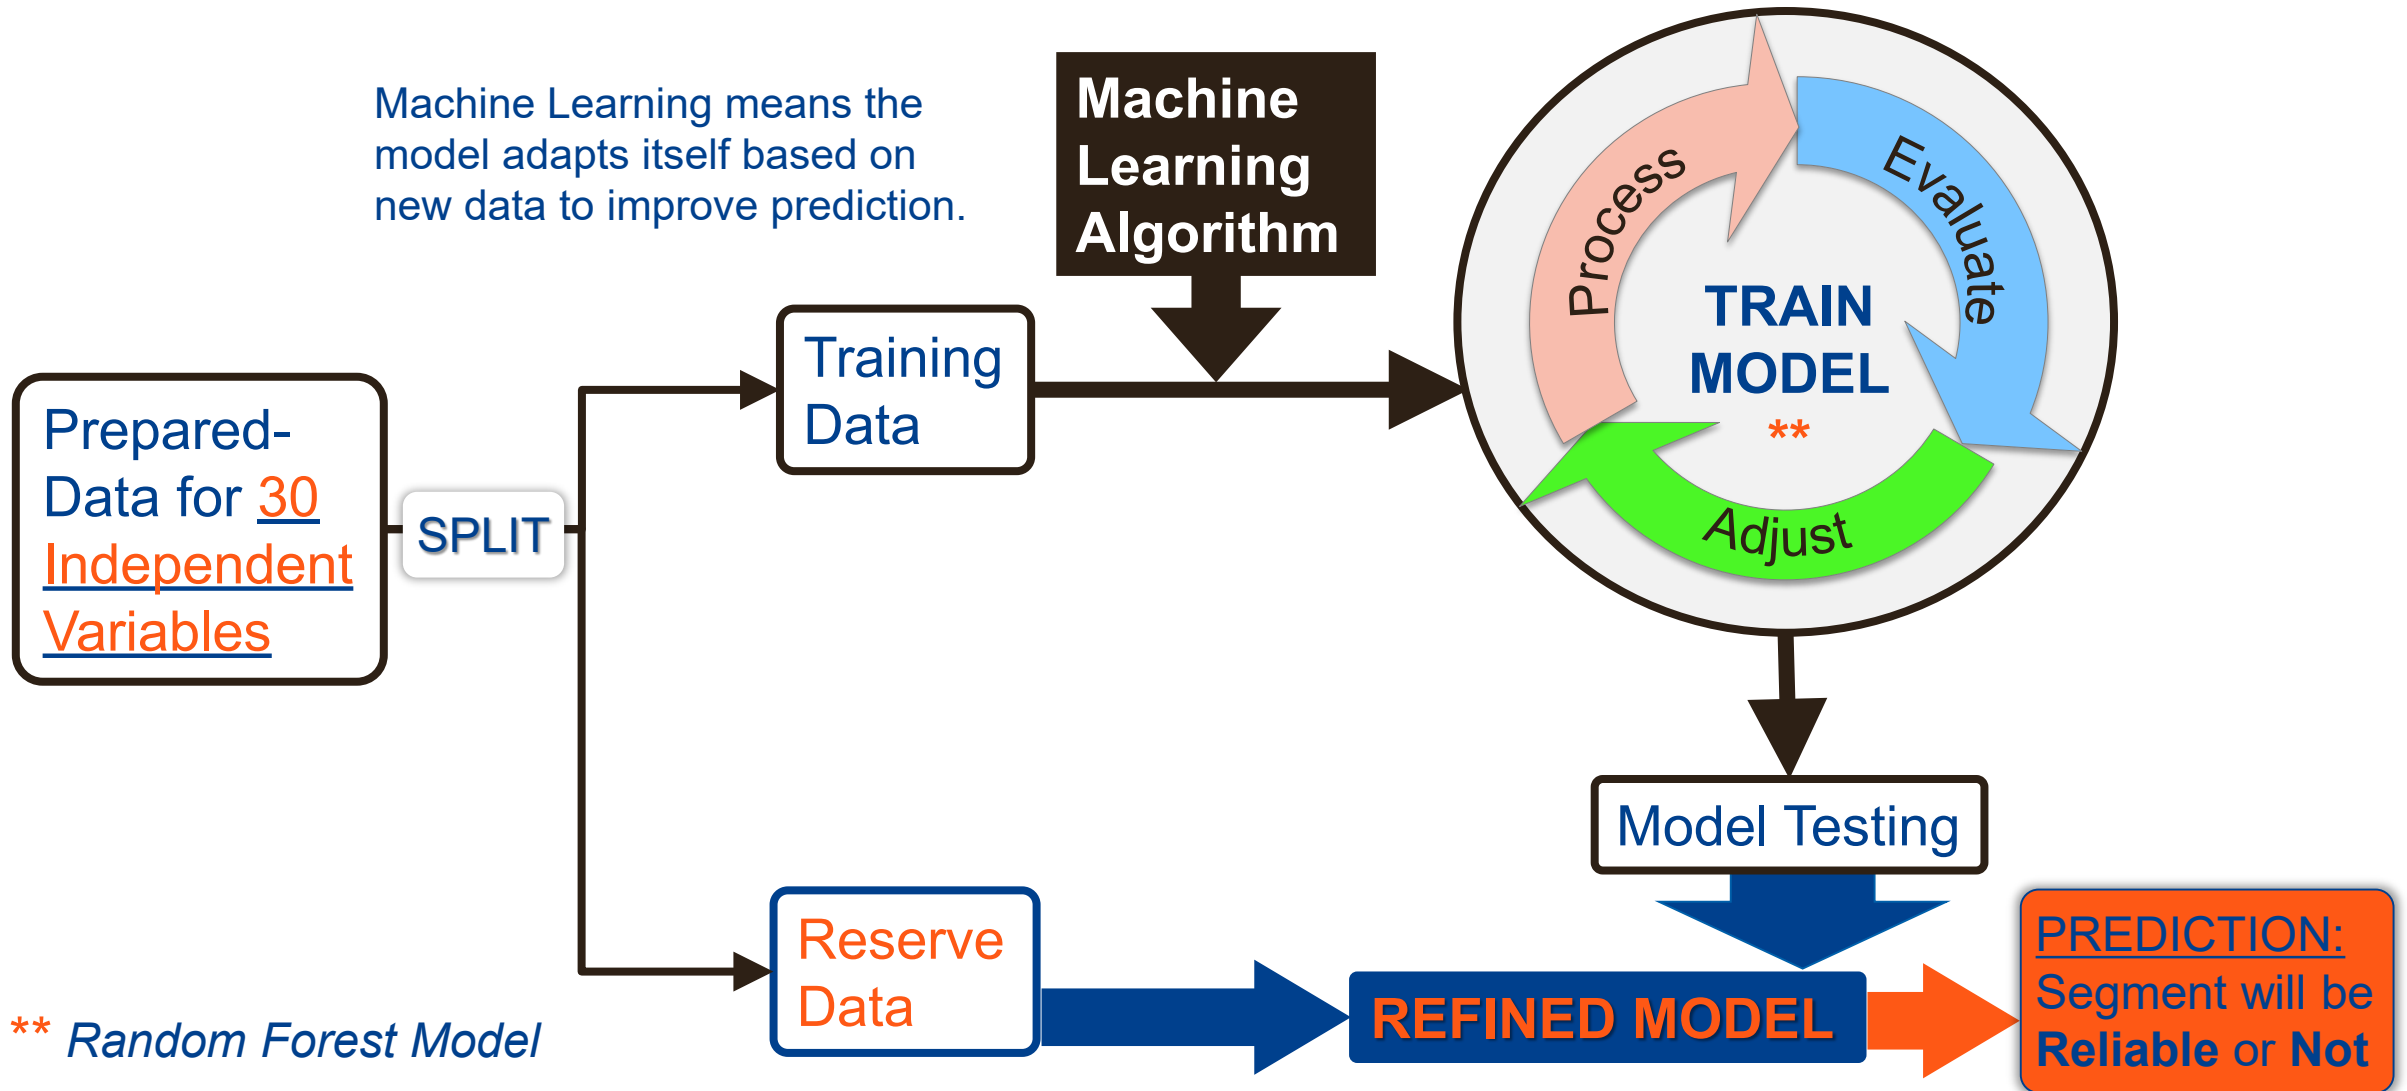 Machine Learning means the
model adapts itself based on
new data to improve prediction.
Machine
Learning
Algorithm
Process
Evaluate
Adjust
TRAIN
MODEL
**
Prepared-
Data for 30
Independent
Variables
SPLIT
Training
Data
Model Testing
Reserve
Data
REFINED MODEL
PREDICTION:
Segment will be
Reliable or Not
** Random Forest Model